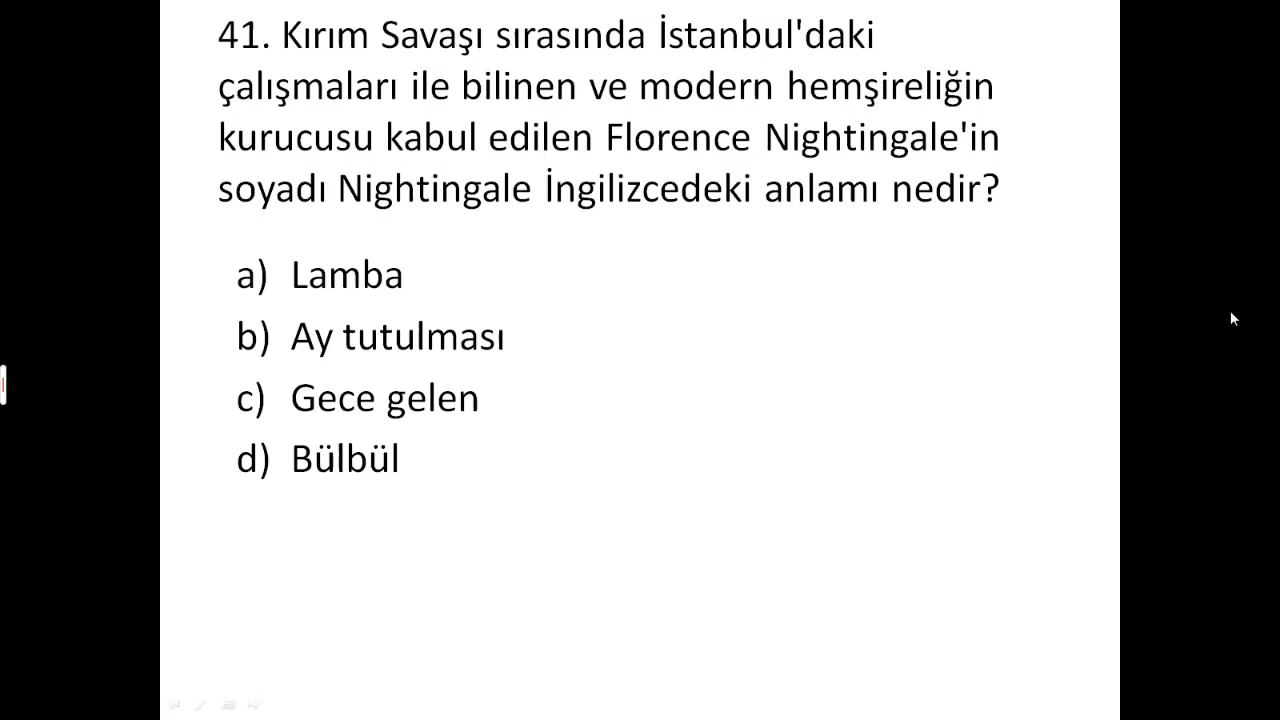 41. Kırım Savaşı sırasında İstanbul'daki
çalışmaları ile bilinen ve modern hemşireliğin
kurucusu kabul edilen Florence Nightingale'in
soyadı Nightingale İngilizcedeki anlamı nedir?
a) Lamba
b) Ay tutulması
c) Gece gelen
d) Bülbül